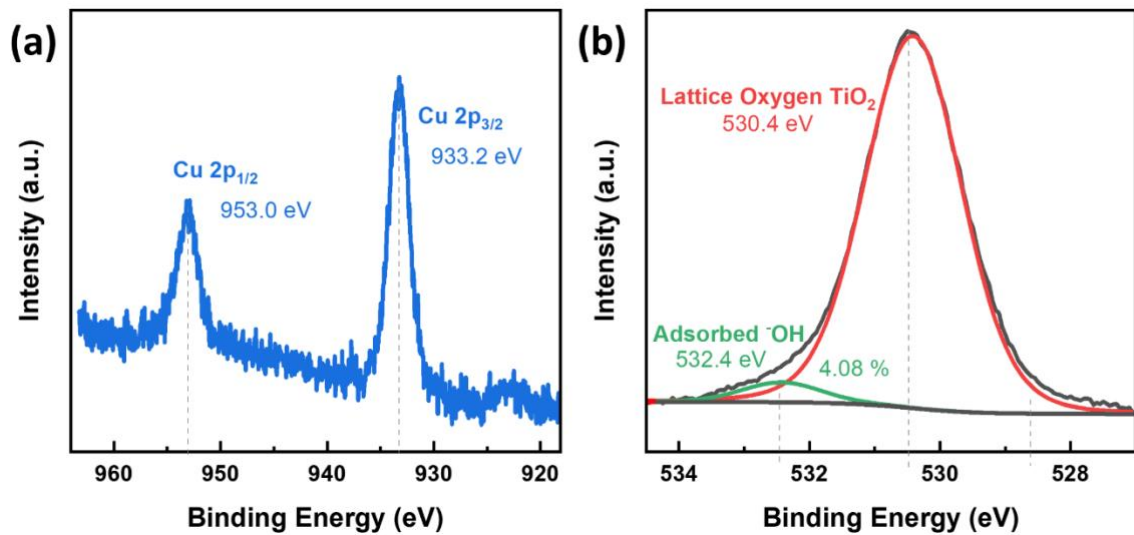 (a)
Intensity (a.u.)
Cu 2p1/2
953.0 eV
Cu 2p3/2
933.2 eV
960 950 940 930 920
Binding Energy (eV)
(b)
Intensity (a.u.)
Lattice Oxygen TiO2
530.4 eV
Adsorbed ⁻OH
532.4 eV
4.08 %
534 532 530 528
Binding Energy (eV)